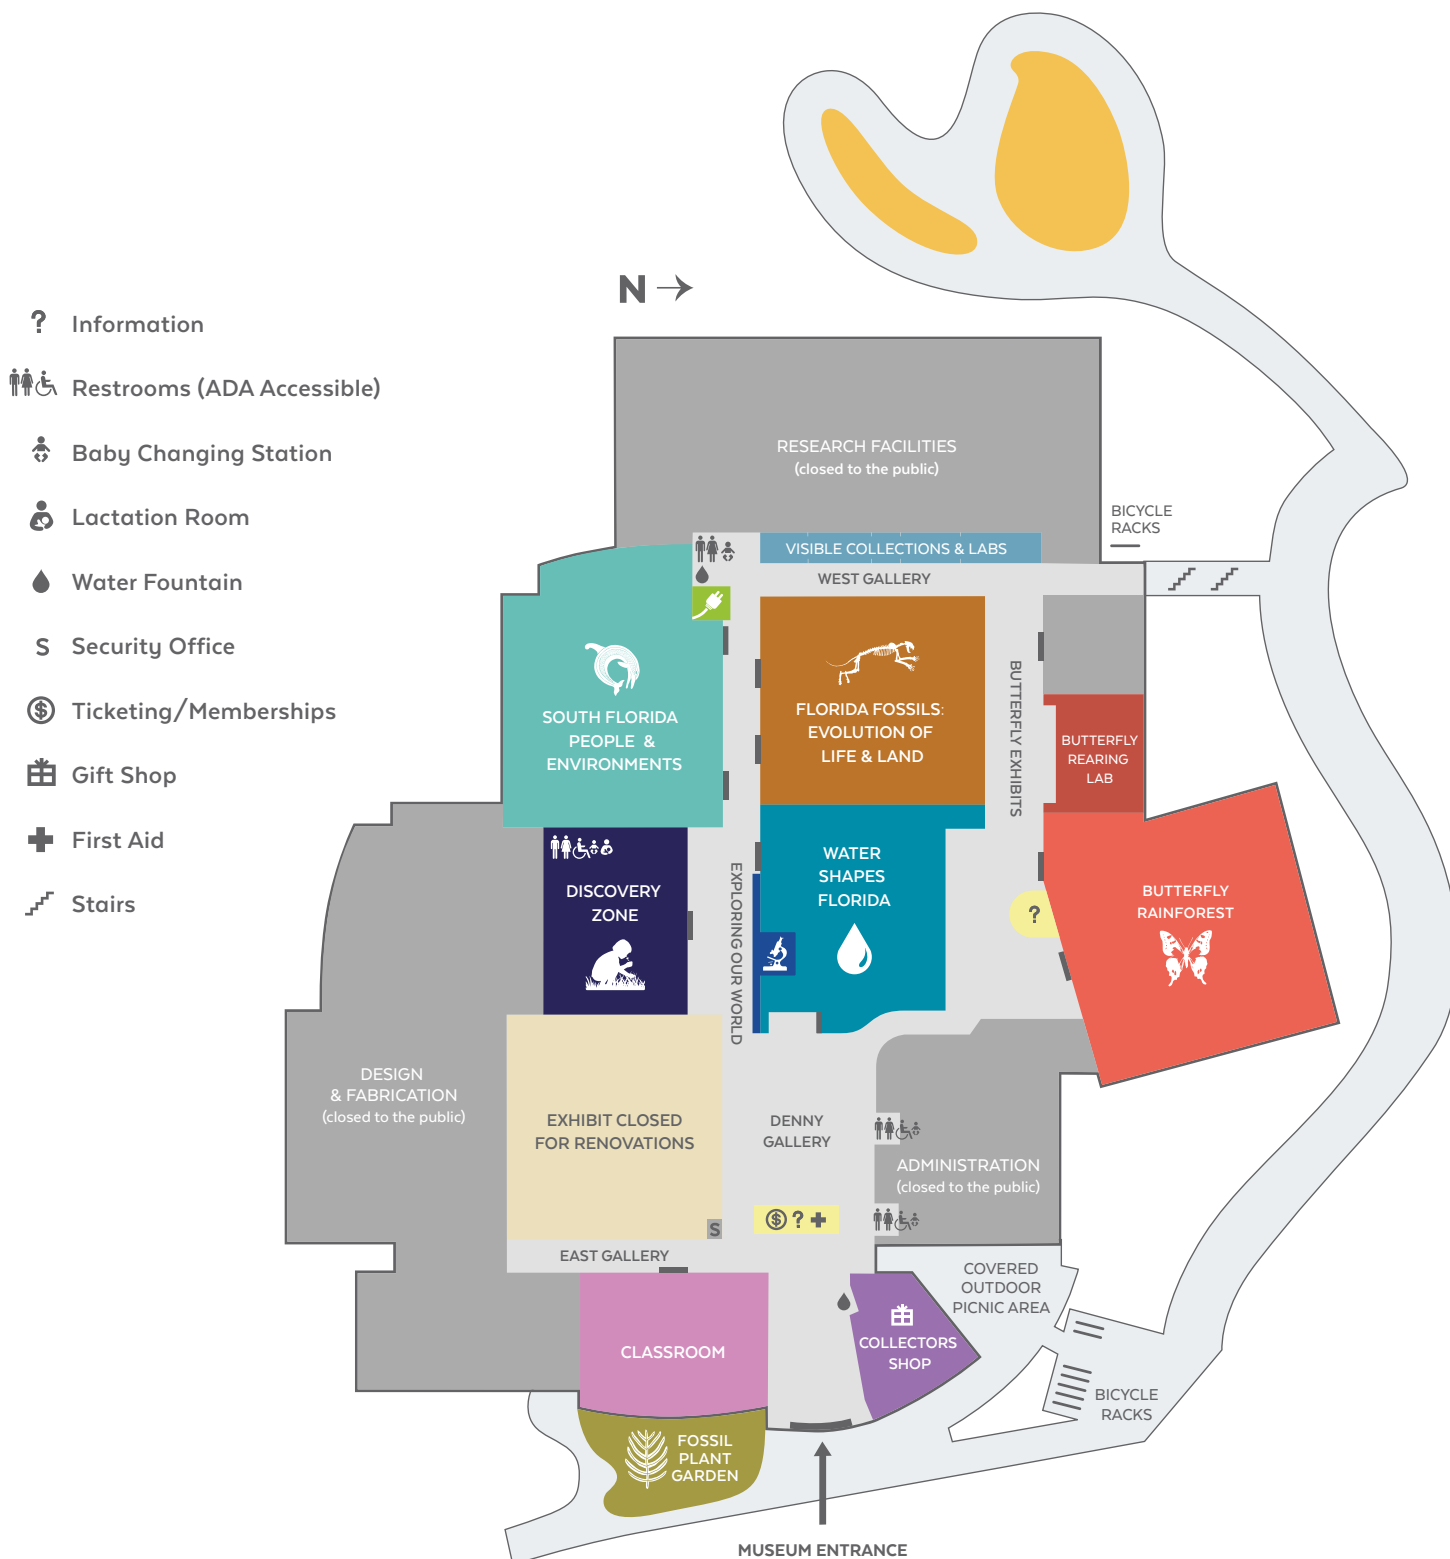 N
?
Information
Restrooms (ADA Accessible)
Baby Changing Station
Lactation Room
Water Fountain
S
Security Office
$
Ticketing/Memberships
Gift Shop
First Aid
Stairs
RESEARCH FACILITIES
(closed to the public)
BICYCLE
RACKS
VISIBLE COLLECTIONS & LABS
WEST GALLERY
SOUTH FLORIDA
PEOPLE &
ENVIRONMENTS
FLORIDA FOSSILS:
EVOLUTION OF
LIFE & LAND
BUTTERFLY EXHIBITS
BUTTERFLY
REARING
LAB
DISCOVERY
ZONE
EXPLORING OUR WORLD
WATER
SHAPES
FLORIDA
?
BUTTERFLY
RAINFOREST
DESIGN
& FABRICATION
(closed to the public)
EXHIBIT CLOSED
FOR RENOVATIONS
DENNY
GALLERY
ADMINISTRATION
(closed to the public)
S
$ ?
EAST GALLERY
COVERED
OUTDOOR
PICNIC AREA
CLASSROOM
COLLECTORS
SHOP
BICYCLE
RACKS
FOSSIL
PLANT
GARDEN
MUSEUM ENTRANCE